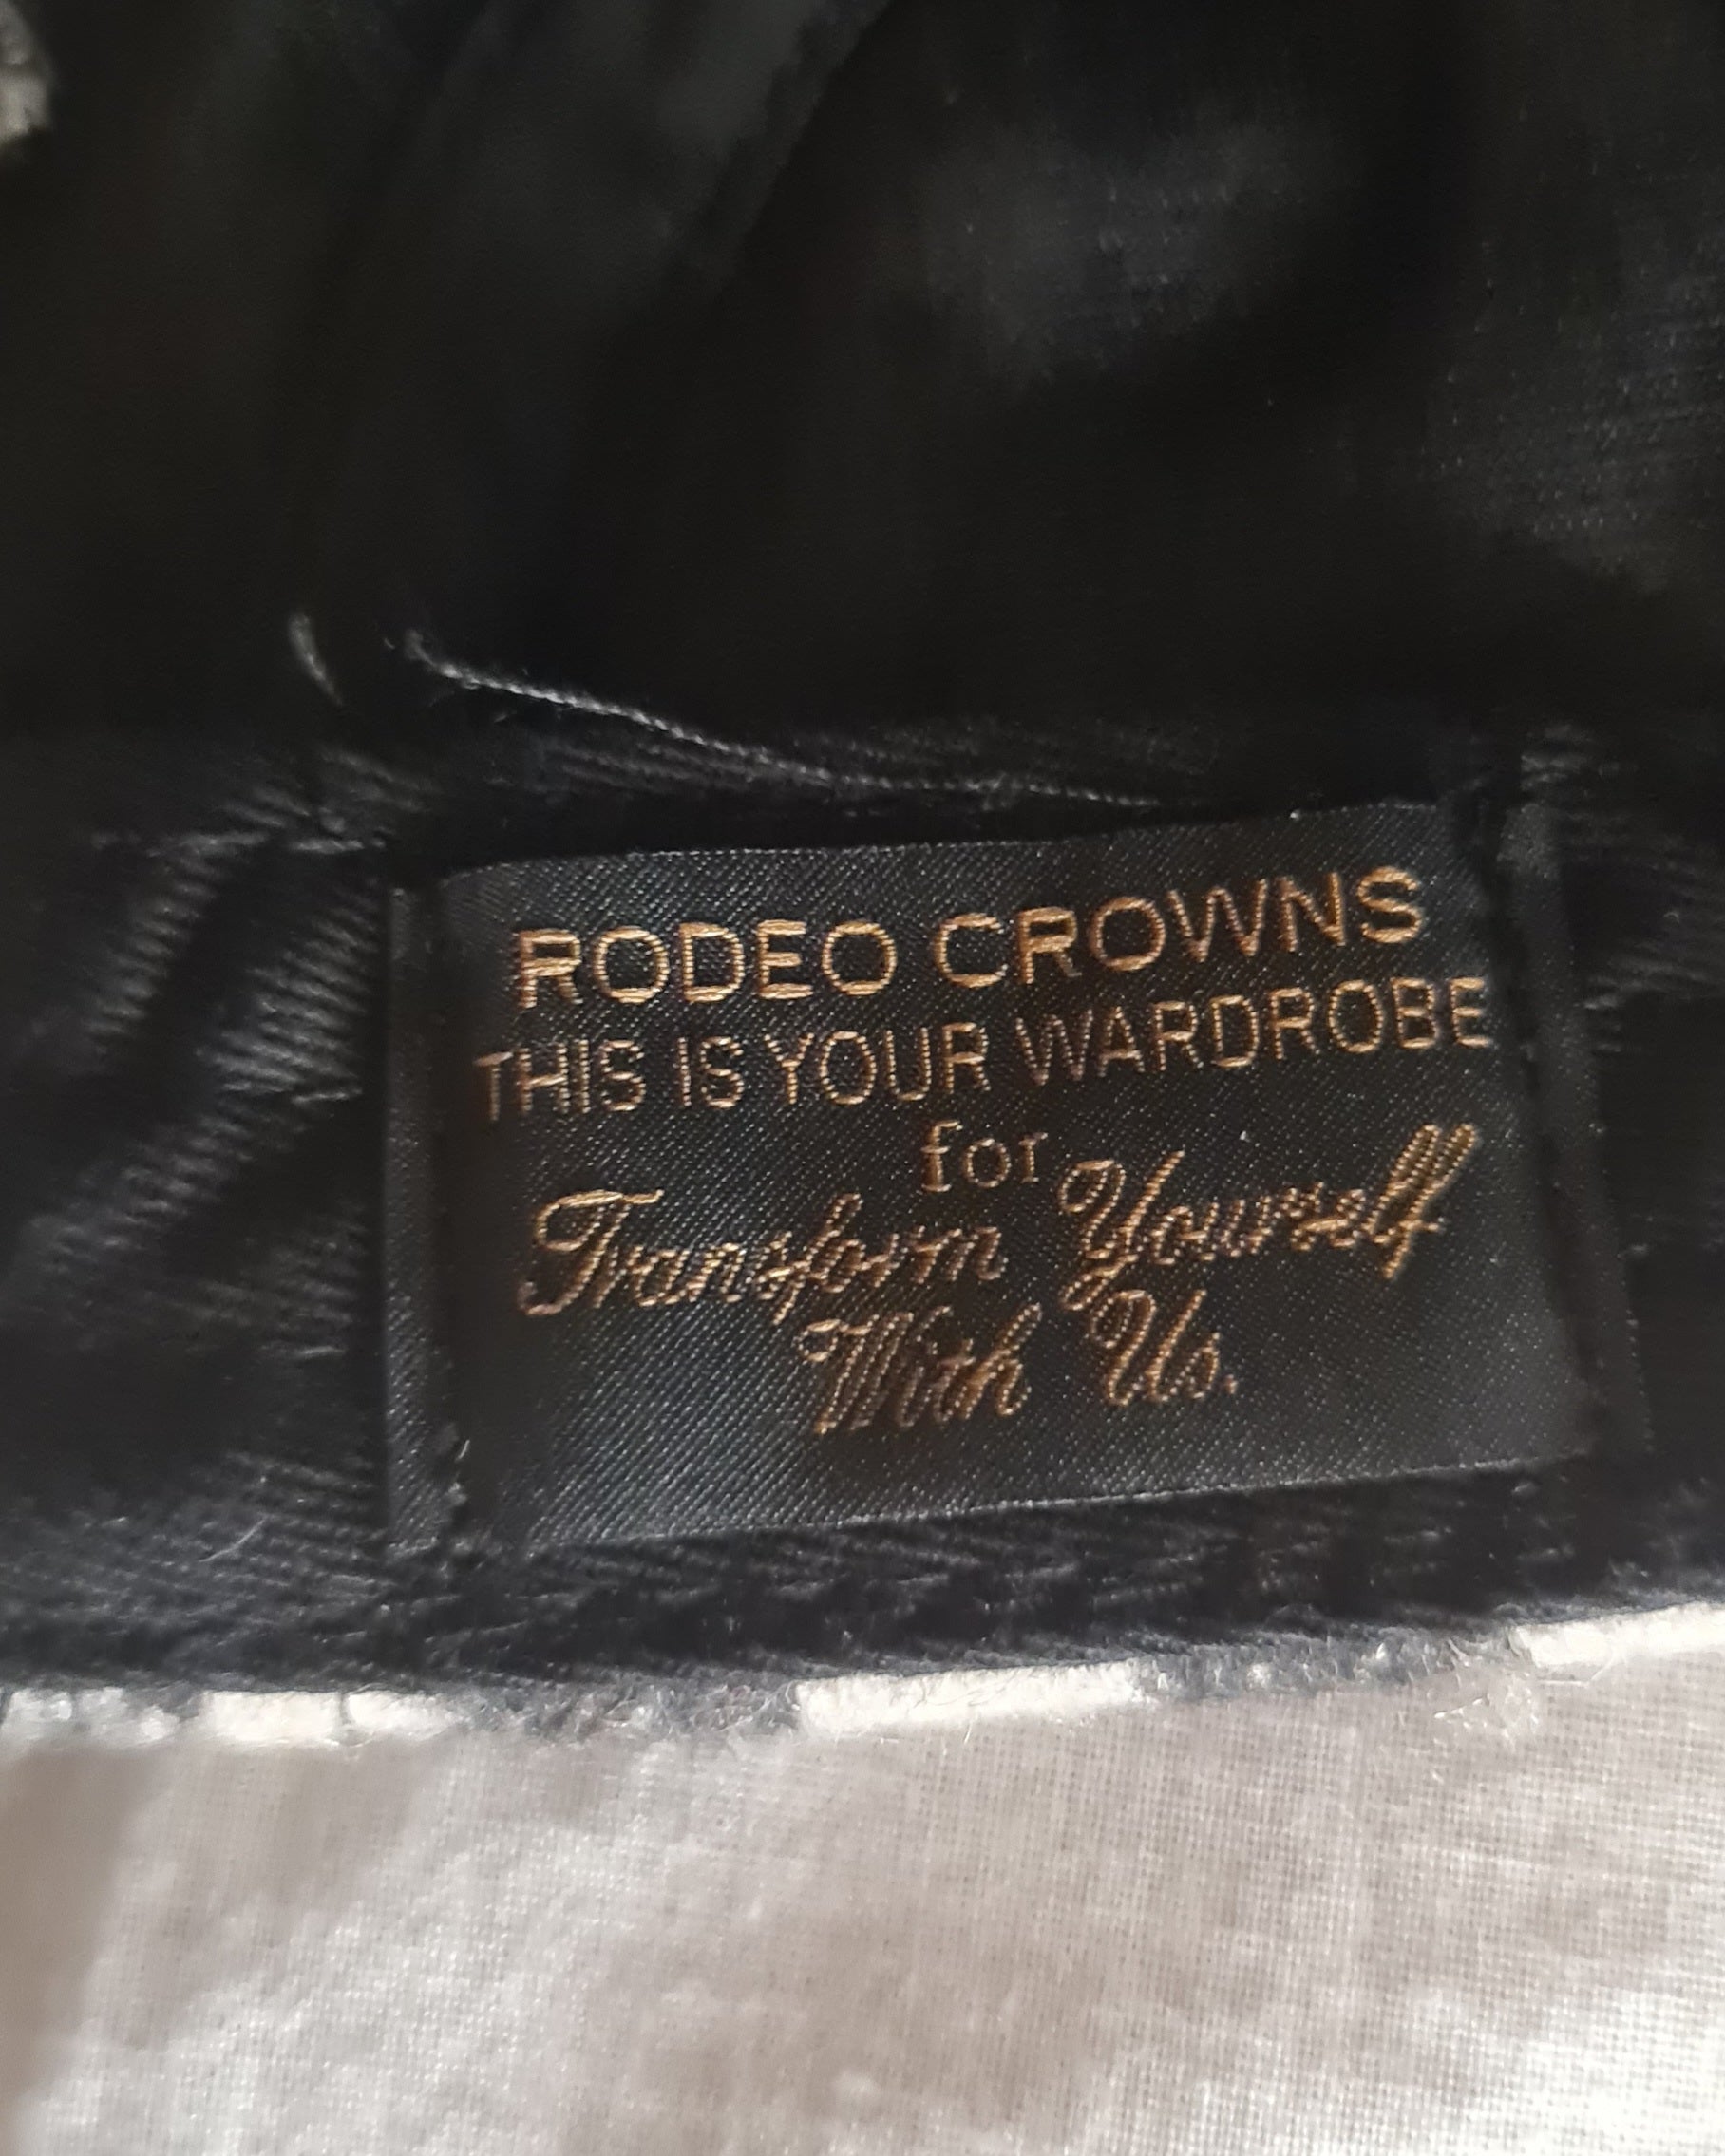 RODEO CROWNS
THIS IS YOUR WARDROBE
for
Transform Yourself
With Us.